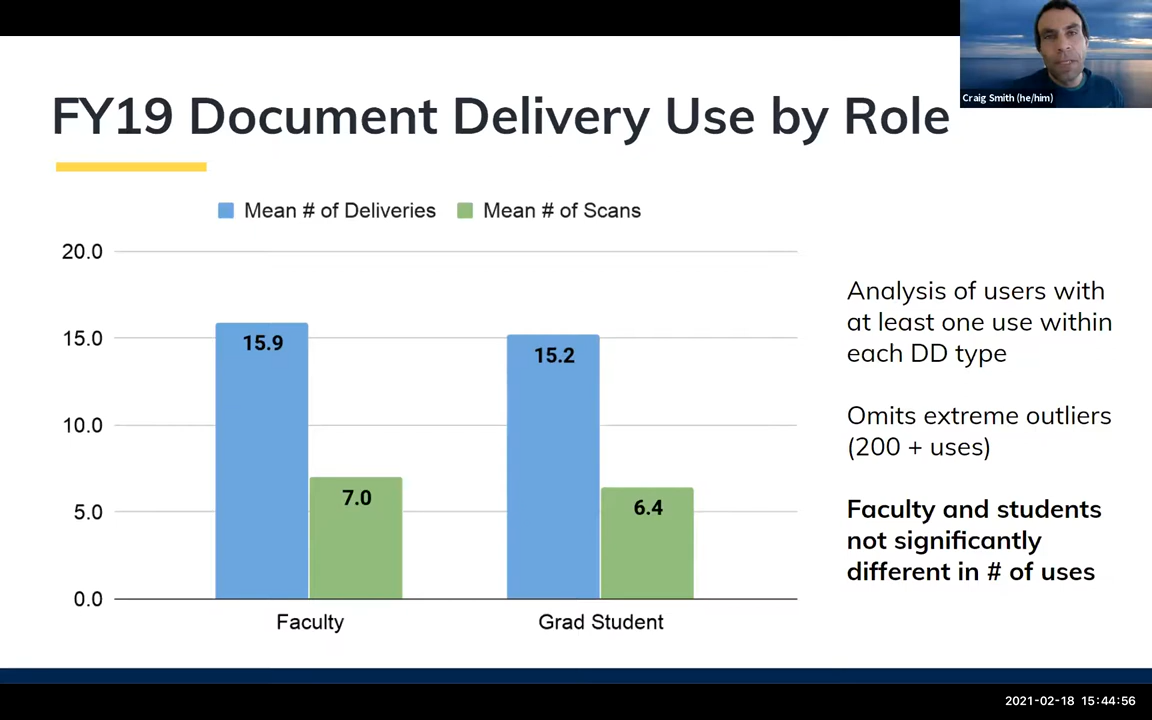 Craig Smith (he/him)
FY19 Document Delivery Use by Role
Mean # of Deliveries Mean # of Scans
20.0
15.0
10.0
5.0
0.0
15.9
7.0
15.2
6.4
Faculty
Grad Student
Analysis of users with
at least one use within
each DD type
Omits extreme outliers
(200 + uses)
Faculty and students
not significantly
different in # of uses
2021-02-18 15:44:56